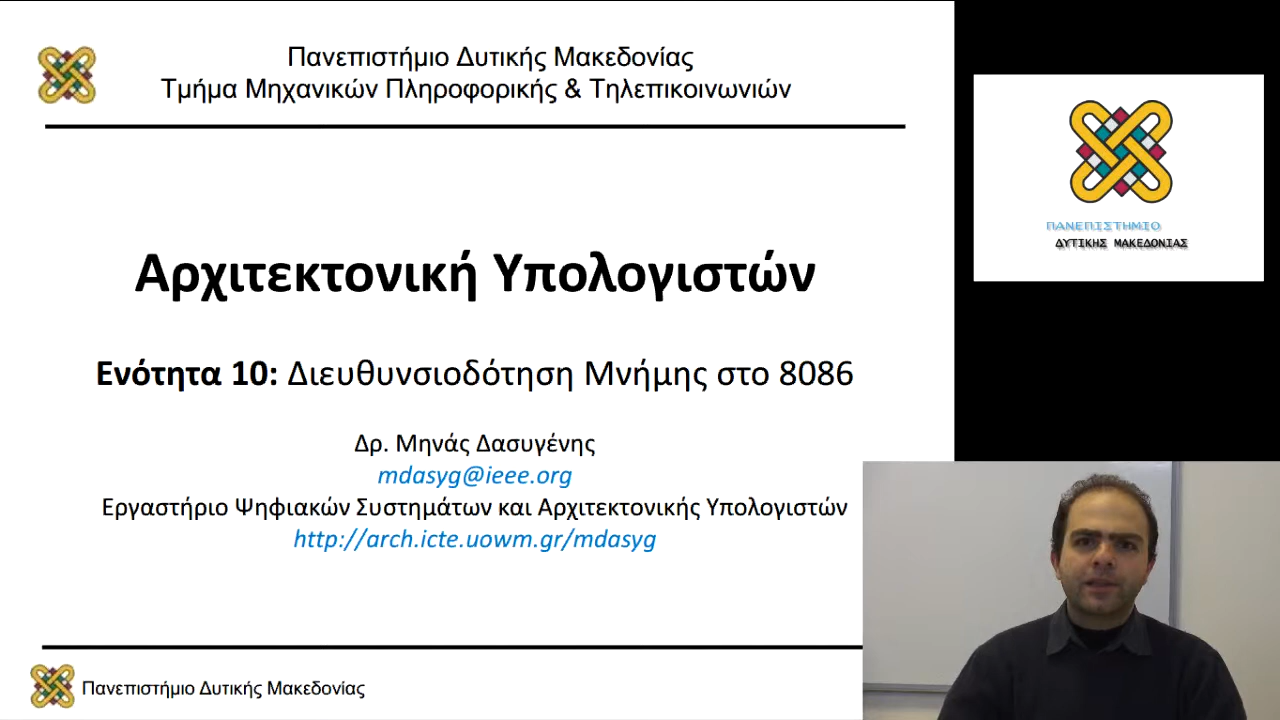 Πανεπιστήμιο Δυτικής Μακεδονίας
Τμήμα Μηχανικών Πληροφορικής & Τηλεπικοινωνιών
Αρχιτεκτονική Υπολογιστών
Ενότητα 10: Διευθυνσιοδότηση Μνήμης στο 8086
Δρ. Μηνάς Δασυγένης
mdasyg@ieee.org
Εργαστήριο Ψηφιακών Συστημάτων και Αρχιτεκτονικής Υπολογιστών
http://arch.icte.uowm.gr/mdasyg
Πανεπιστήμιο Δυτικής Μακεδονίας
ΠΑΝΕΠΙΣΤΗΜΙΟ
ΔΥΤΙΚΗΣ ΜΑΚΕΔΟΝΙΑΣ